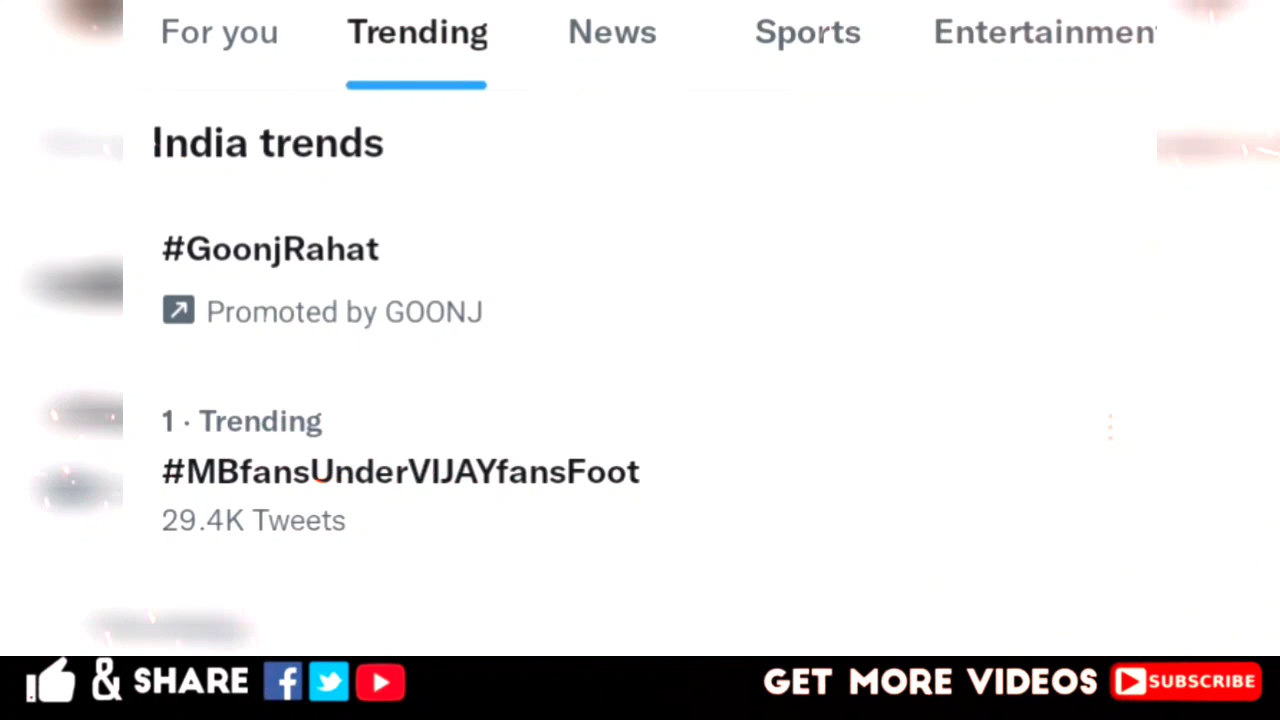 For you Trending News Sports Entertainmen
India trends
#GoonjRahat
Promoted by GOONJ
1 · Trending
#MBfansUnderVIJAYfansFoot
29.4K Tweets
& SHARE GET MORE VIDEOS SUBSCRIBE